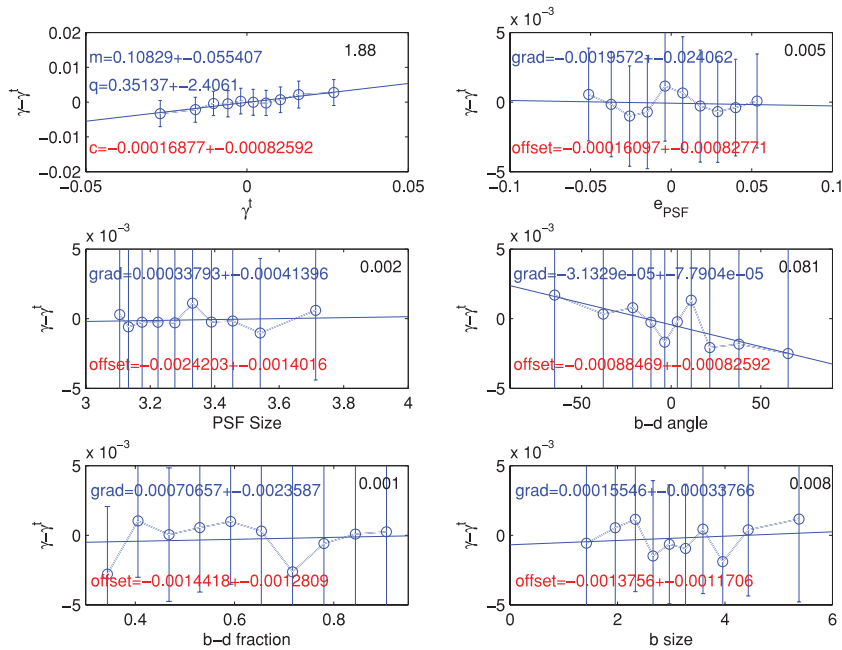 0.02
m=0.10829+-0.055407
1.88
0.01
q=0.35137+-2.4061
γ-γᵗ
0
-0.01
c=-0.00016877+-0.00082592
-0.02
-0.05 0 0.05
γᵗ
x 10⁻³
5
grad=-0.0019572+-0.024062
0.005
γ-γᵗ
0
offset=-0.00016097+-0.00082771
-5
-0.1 -0.05 0 0.05 0.1
e_PSF
x 10⁻³
5
grad=0.00033793+-0.00041396
0.002
γ-γᵗ
0
offset=-0.0024203+-0.0014016
-5
3 3.2 3.4 3.6 3.8 4
PSF Size
x 10⁻³
5
grad=-3.1329e-05+-7.7904e-05
0.081
γ-γᵗ
0
offset=-0.00088469+-0.00082592
-5
-50 0 50
b-d angle
x 10⁻³
5
grad=0.00070657+-0.0023587
0.001
γ-γᵗ
0
offset=-0.0014418+-0.0012809
-5
0.4 0.6 0.8
b-d fraction
x 10⁻³
5
grad=0.00015546+-0.00033766
0.008
γ-γᵗ
0
offset=-0.0013756+-0.0011706
-5
0 2 4 6
b size